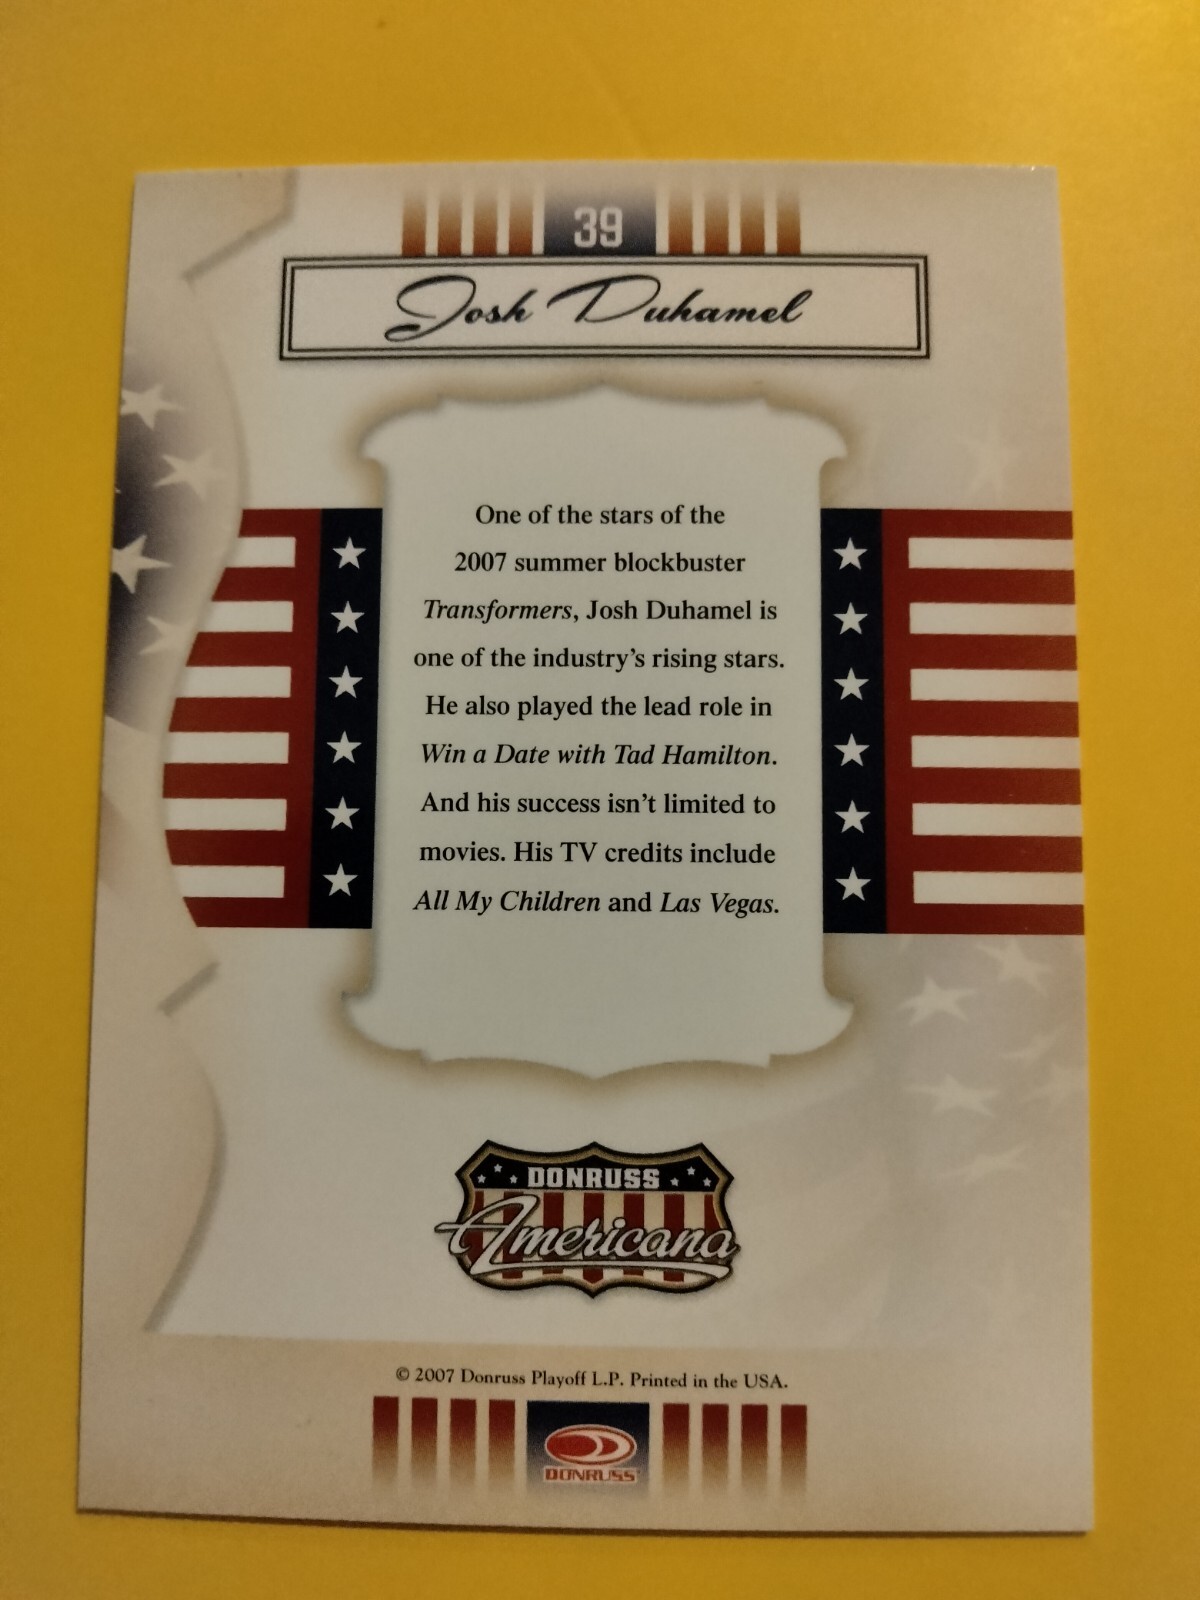 39
Josh Duhamel
One of the stars of the
2007 summer blockbuster
Transformers, Josh Duhamel is
one of the industry's rising stars.
He also played the lead role in
Win a Date with Tad Hamilton.
And his success isn't limited to
movies. His TV credits include
All My Children and Las Vegas.
DONRUSS
Americana
© 2007 Donruss Playoff L.P. Printed in the USA.
DONRUSS